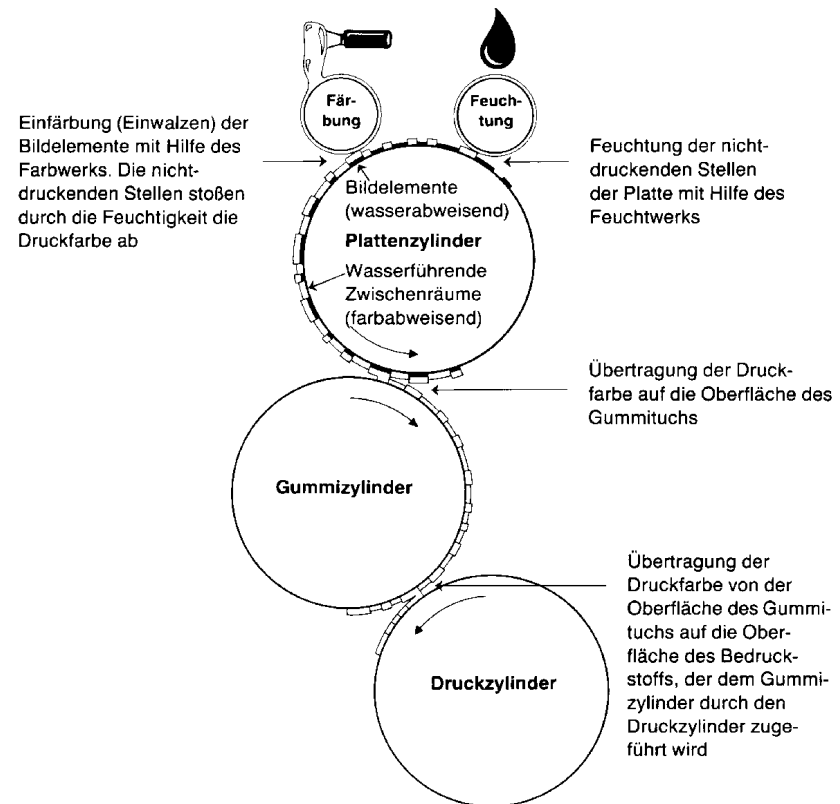 Fär-
bung
Feuch-
tung
Einfärbung (Einwalzen) der
Bildelemente mit Hilfe des
Farbwerks. Die nicht-
druckenden Stellen stoßen
durch die Feuchtigkeit die
Druckfarbe ab
Feuchtung der nicht-
druckenden Stellen
der Platte mit Hilfe des
Feuchtwerks
Bildelemente
(wasserabweisend)
Plattenzylinder
Wasserführende
Zwischenräume
(farbabweisend)
Übertragung der Druck-
farbe auf die Oberfläche des
Gummituchs
Gummizylinder
Übertragung der
Druckfarbe von der
Oberfläche des Gummi-
tuchs auf die Ober-
fläche des Bedruck-
stoffs, der dem Gummi-
zylinder durch den
Druckzylinder zuge-
führt wird
Druckzylinder